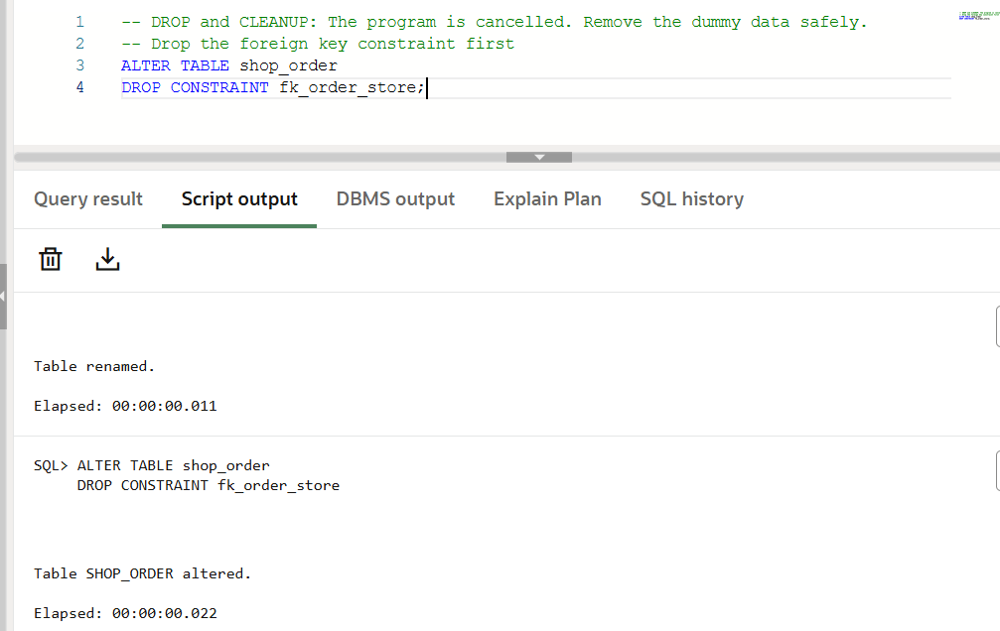 1 -- DROP and CLEANUP: The program is cancelled. Remove the dummy data safely.
2 -- Drop the foreign key constraint first
3 ALTER TABLE shop_order
4 DROP CONSTRAINT fk_order_store;
Query result Script output DBMS output Explain Plan SQL history
Table renamed.
Elapsed: 00:00:00.011
SQL> ALTER TABLE shop_order
DROP CONSTRAINT fk_order_store
Table SHOP_ORDER altered.
Elapsed: 00:00:00.022